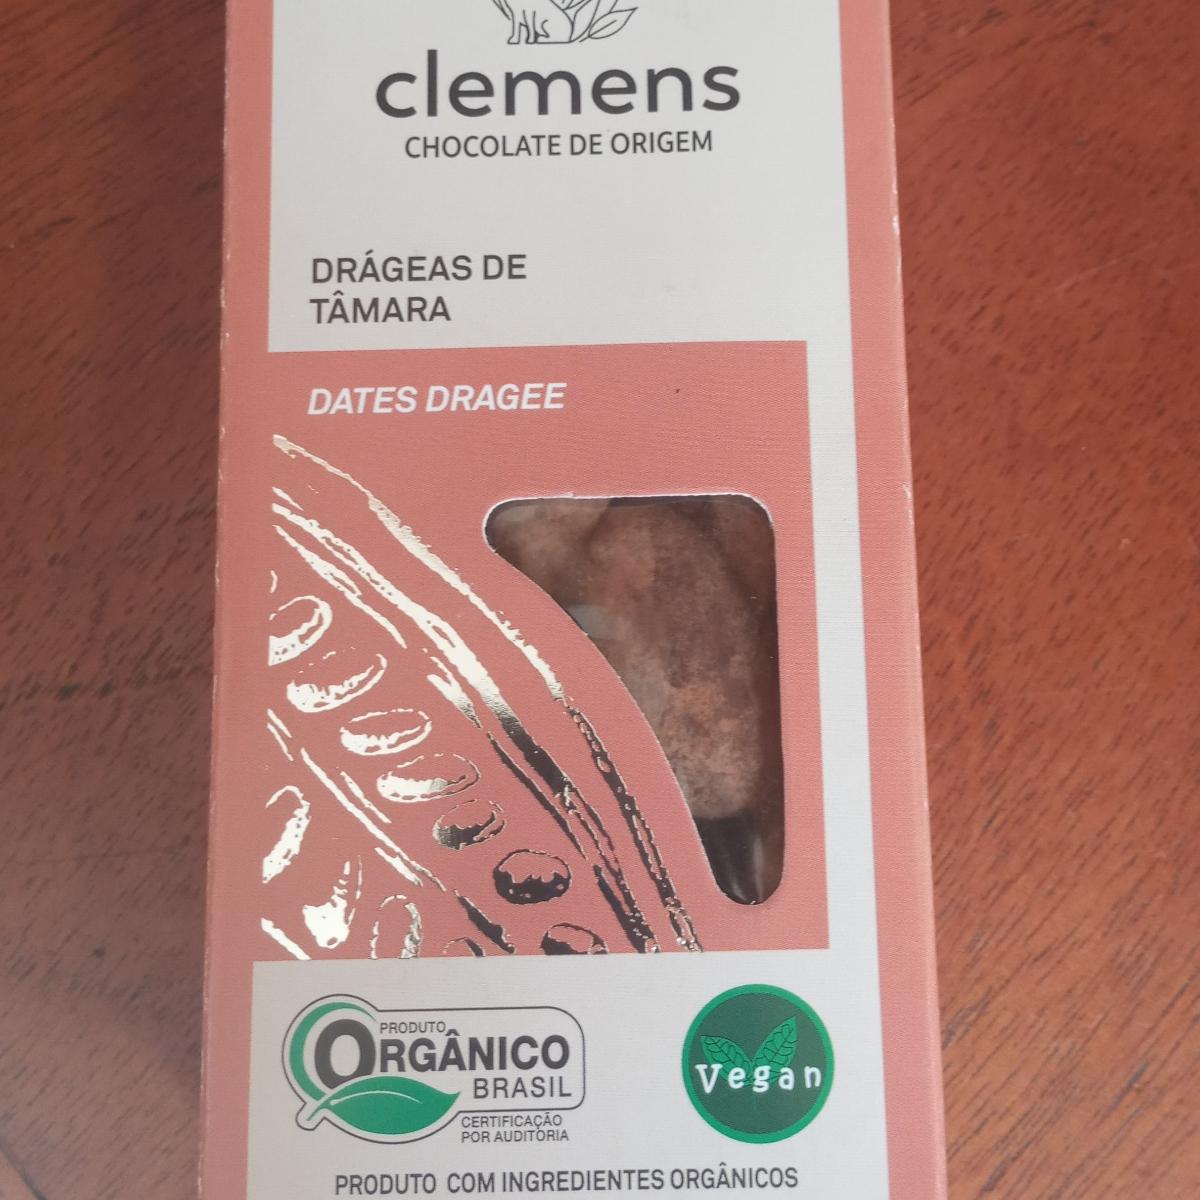 clemens
CHOCOLATE DE ORIGEM
DRÁGEAS DE
TÂMARA
DATES DRAGEE
PRODUTO
ORGÂNICO
BRASIL
CERTIFICAÇÃO
POR AUDITORIA
Vegan
PRODUTO COM INGREDIENTES ORGÂNICOS